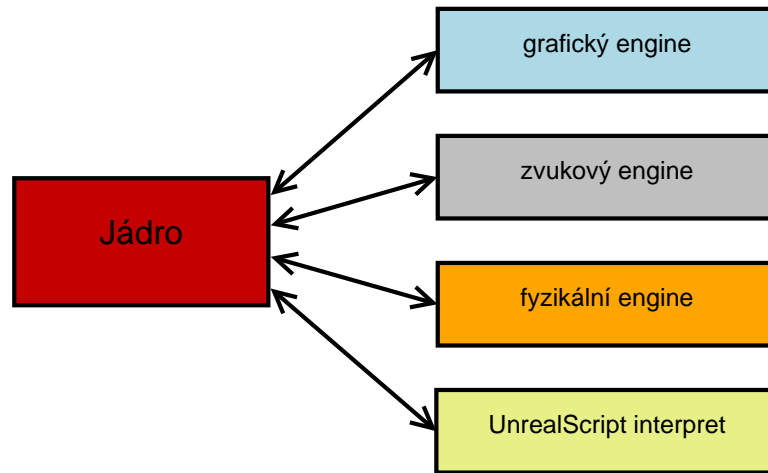 grafický engine
zvukový engine
Jádro
fyzikální engine
UnrealScript interpret